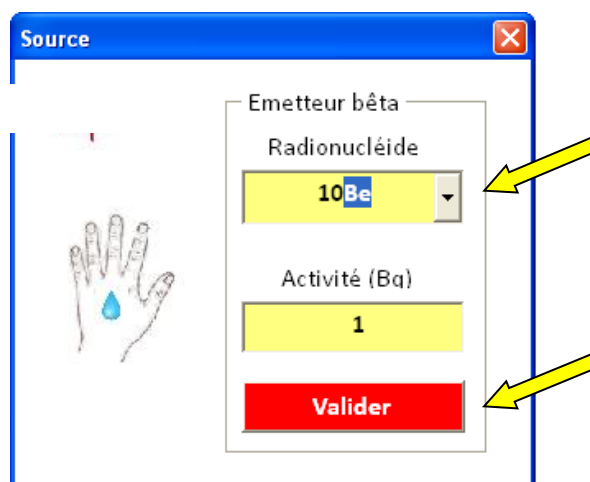 Source
Emetteur bêta
Radionucléide
10Be
Activité (Bq)
1
Valider